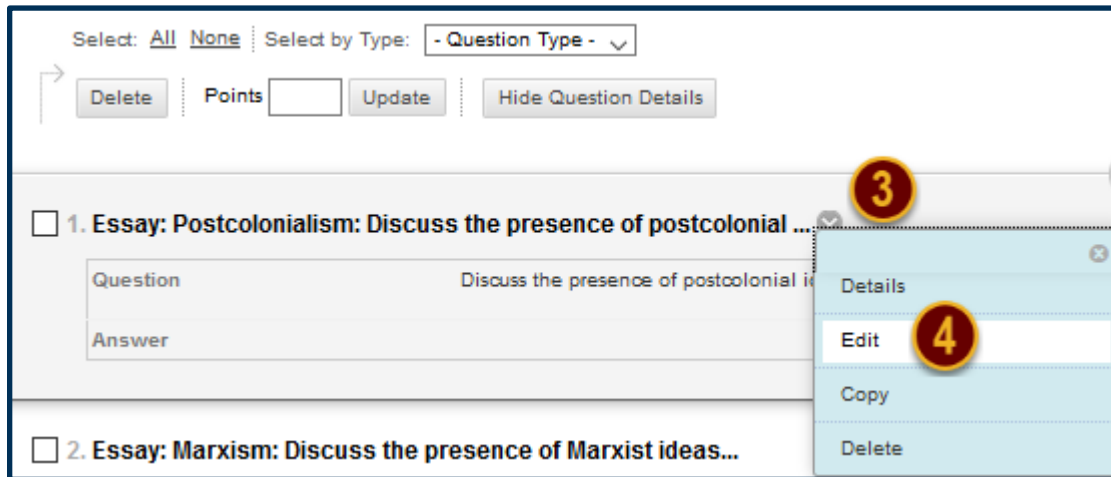 Select: All None Select by Type: - Question Type -
Delete Points Update Hide Question Details
3
1. Essay: Postcolonialism: Discuss the presence of postcolonial ...
Question Discuss the presence of postcolonial
Answer
Details
Edit 4
Copy
Delete
2. Essay: Marxism: Discuss the presence of Marxist ideas...